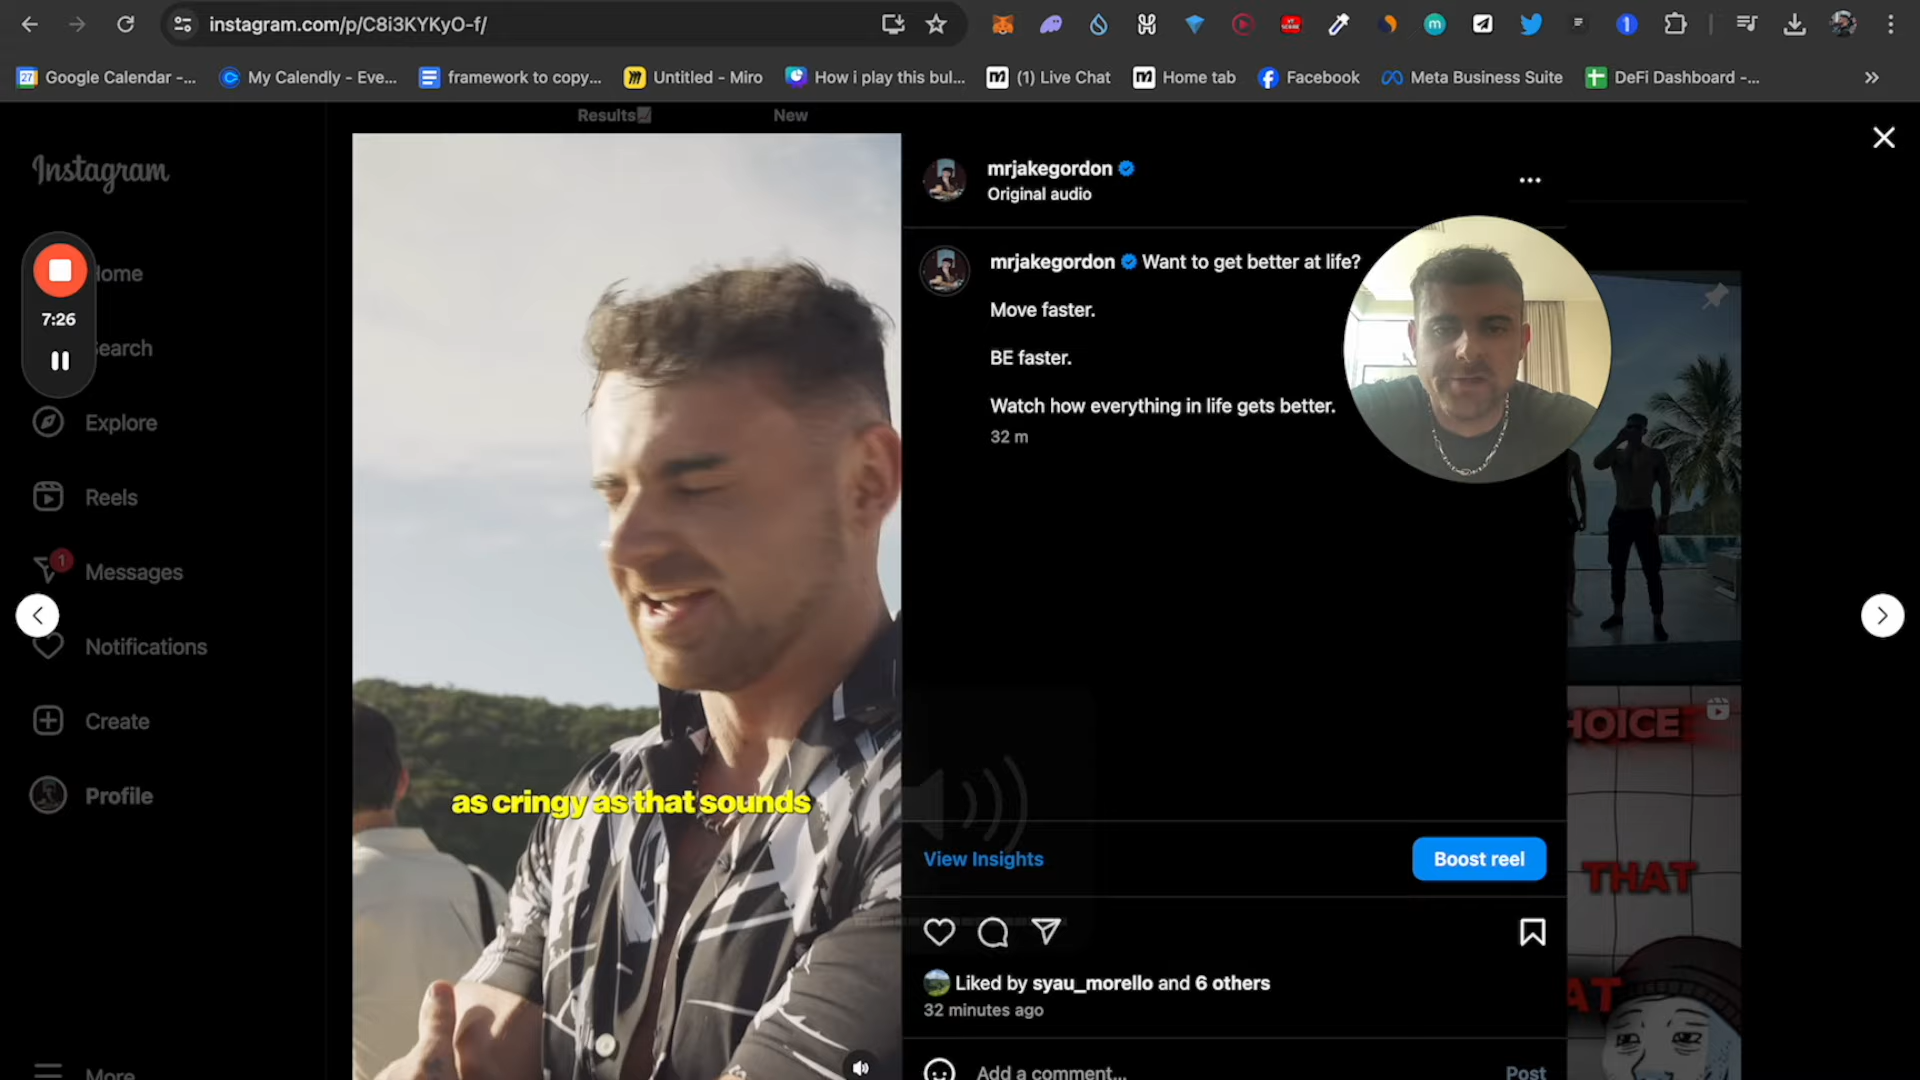 instagram.com/p/C8i3KYKyO-f/
Google Calendar -...
My Calendly - Eve...
framework to copy...
Untitled - Miro
How i play this bul...
(1) Live Chat
Home tab
Facebook
Meta Business Suite
DeFi Dashboard -...
Results
New
Instagram
7:26
Home
Search
Explore
Reels
1
Messages
Notifications
Create
Profile
More
as cringy as that sounds
mrjakegordon
Original audio
mrjakegordon Want to get better at life?
Move faster.
BE faster.
Watch how everything in life gets better.
32 m
View Insights
Boost reel
Liked by syau_morello and 6 others
32 minutes ago
Add a comment...
Post
HOICE
THAT
AT